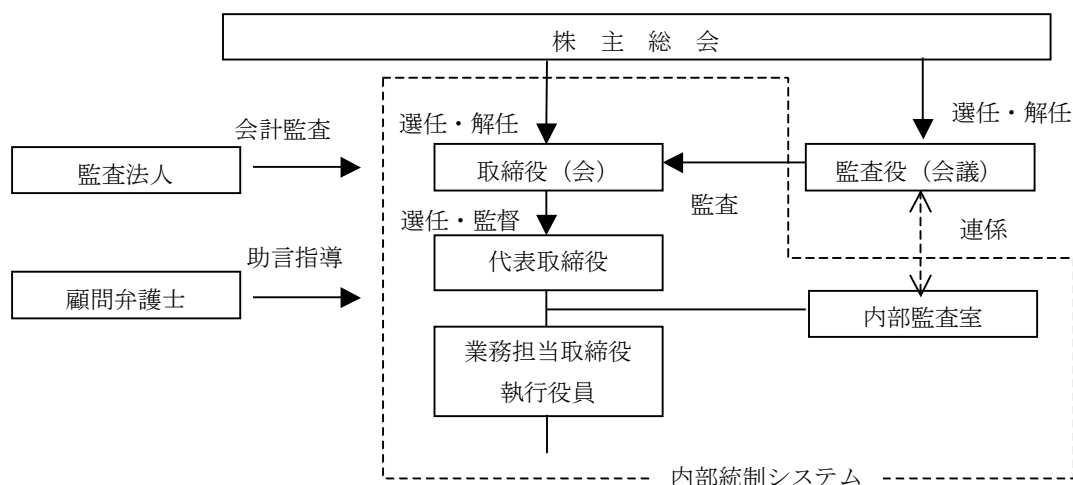 株 主 総 会
会計監査
選任・解任
選任・解任
監査法人
取締役（会）
監査役（会議）
監査
選任・監督
連係
助言指導
代表取締役
顧問弁護士
内部監査室
業務担当取締役
執行役員
内部統制システム